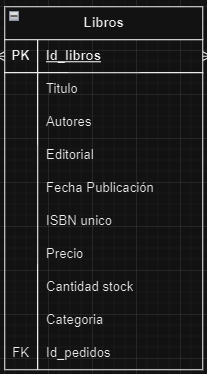 Libros
PK Id_libros
Titulo
Autores
Editorial
Fecha Publicación
ISBN unico
Precio
Cantidad stock
Categoria
FK Id_pedidos